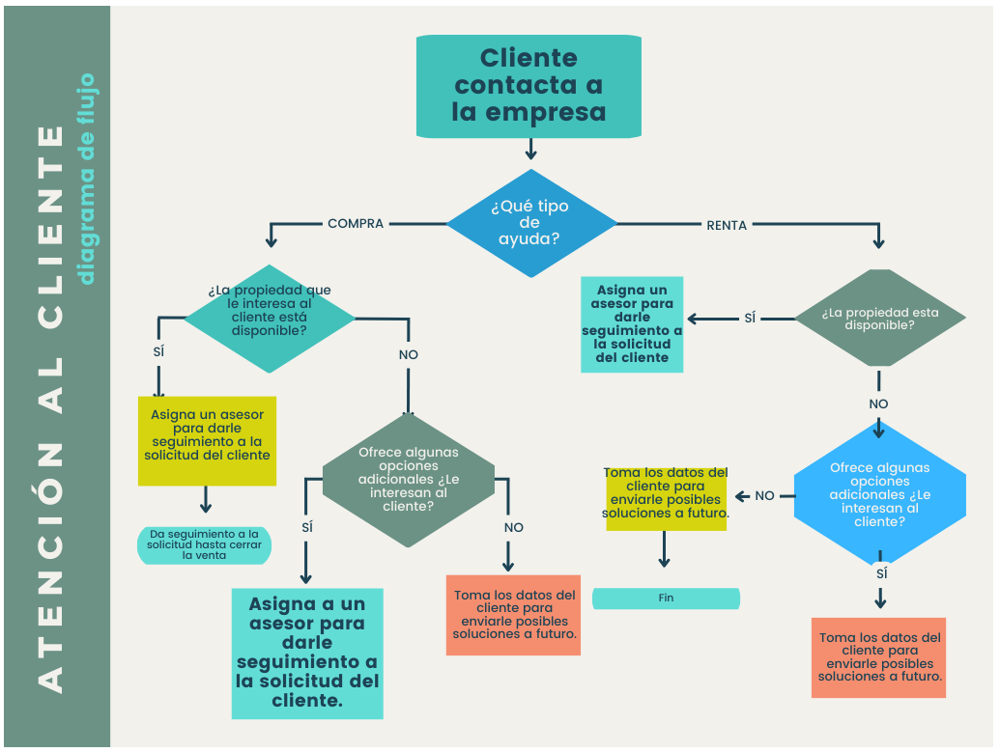 ATENCIÓN AL CLIENTE
diagrama de flujo
Cliente
contacta a
la empresa
¿Qué tipo
de
ayuda?
COMPRA
RENTA
¿La propiedad que
le interesa al
cliente está
disponible?
Asigna un
asesor para
darle
seguimiento a
la solicitud
del cliente
SÍ
¿La propiedad esta
disponible?
SÍ
NO
NO
Asigna un asesor
para darle
seguimiento a la
solicitud del cliente
Ofrece algunas
opciones
adicionales ¿Le
interesan al
cliente?
Toma los datos del
cliente para
enviarle posibles
soluciones a futuro.
NO
Ofrece algunas
opciones
adicionales ¿Le
interesan al
cliente?
Da seguimiento a la
solicitud hasta cerrar
la venta
SÍ
NO
SÍ
Asigna a un
asesor para
darle
seguimiento a
la solicitud del
cliente.
Toma los datos del
cliente para
enviarle posibles
soluciones a futuro.
Fin
Toma los datos del
cliente para
enviarle posibles
soluciones a futuro.